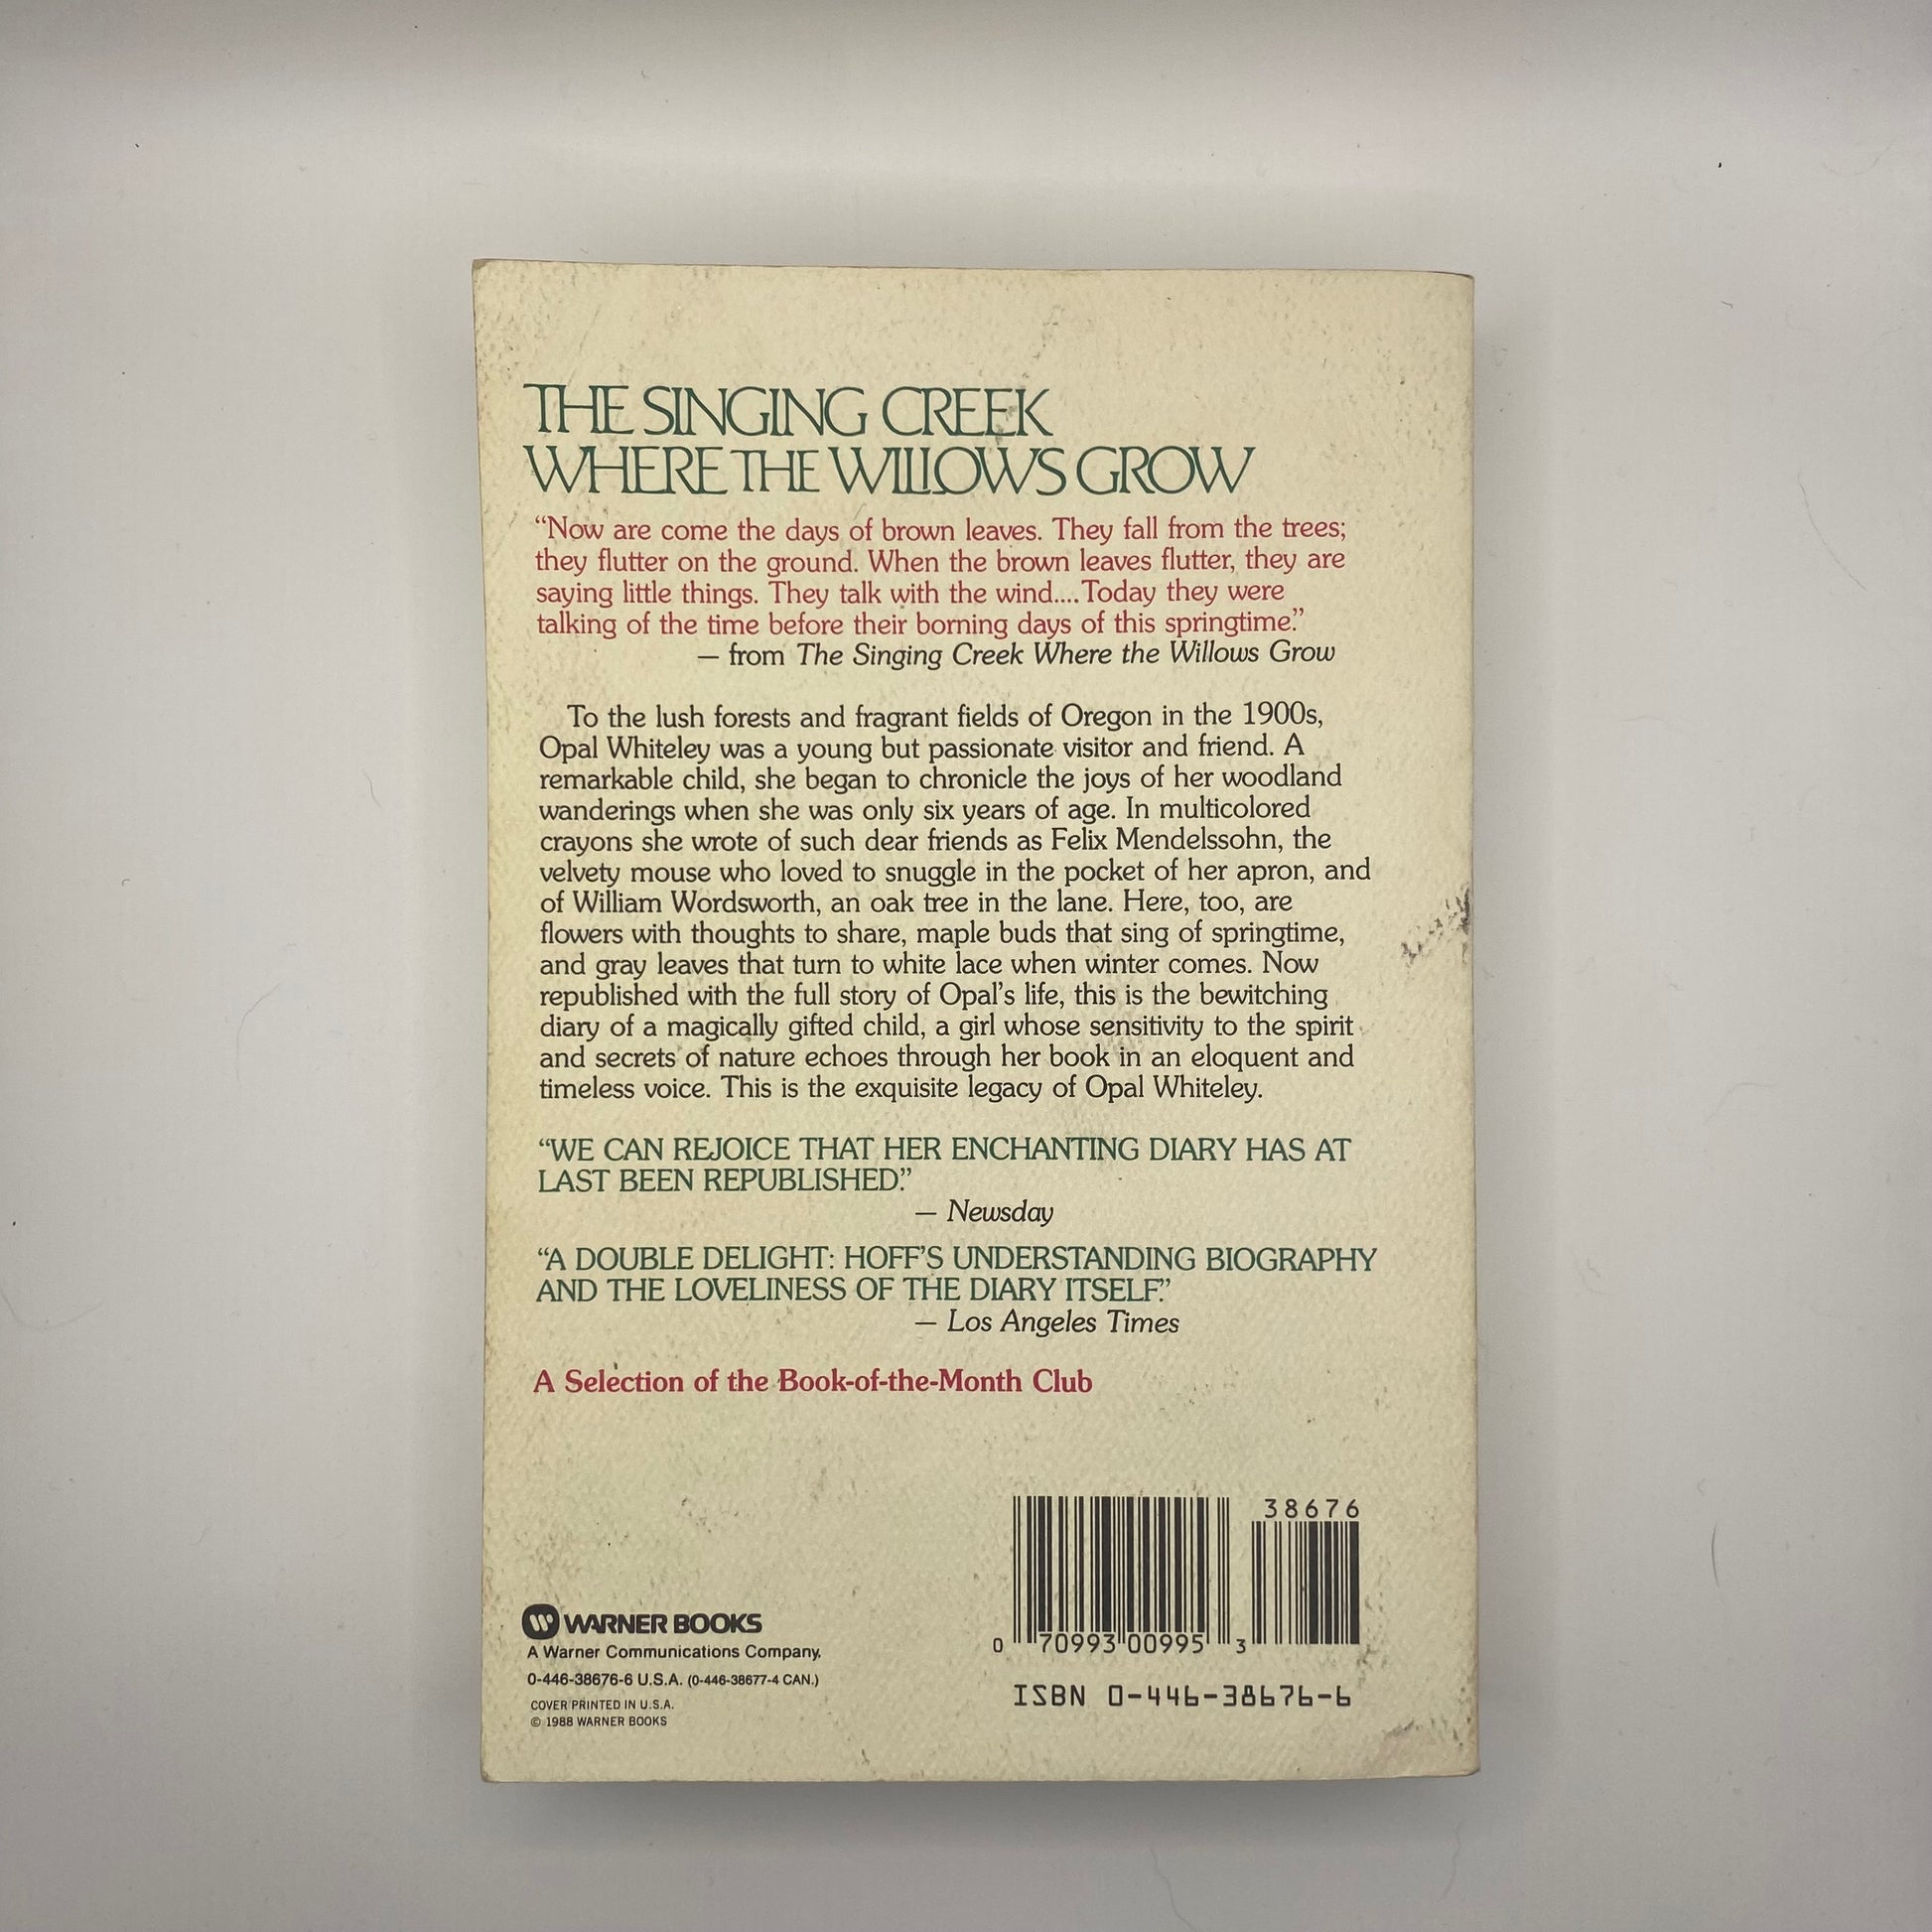 THE SINGING CREEK
WHERE THE WILLOWS GROW
“Now are come the days of brown leaves. They fall from the trees;
they flutter on the ground. When the brown leaves flutter, they are
saying little things. They talk with the wind....Today they were
talking of the time before their borning days of this springtime.”
— from The Singing Creek Where the Willows Grow
To the lush forests and fragrant fields of Oregon in the 1900s,
Opal Whiteley was a young but passionate visitor and friend. A
remarkable child, she began to chronicle the joys of her woodland
wanderings when she was only six years of age. In multicolored
crayons she wrote of such dear friends as Felix Mendelssohn, the
velvety mouse who loved to snuggle in the pocket of her apron, and
of William Wordsworth, an oak tree in the lane. Here, too, are
flowers with thoughts to share, maple buds that sing of springtime,
and gray leaves that turn to white lace when winter comes. Now
republished with the full story of Opal’s life, this is the bewitching
diary of a magically gifted child, a girl whose sensitivity to the spirit
and secrets of nature echoes through her book in an eloquent and
timeless voice. This is the exquisite legacy of Opal Whiteley.
“WE CAN REJOICE THAT HER ENCHANTING DIARY HAS AT
LAST BEEN REPUBLISHED.”
— Newsday
“A DOUBLE DELIGHT: HOFF’S UNDERSTANDING BIOGRAPHY
AND THE LOVELINESS OF THE DIARY ITSELF.”
— Los Angeles Times
A Selection of the Book-of-the-Month Club
38676
0 70993 00995 3
ISBN 0-446-38676-6
WARNER BOOKS
A Warner Communications Company
0-446-38676-6 U.S.A. (0-446-38677-4 CAN.)
COVER PRINTED IN U.S.A.
© 1988 WARNER BOOKS